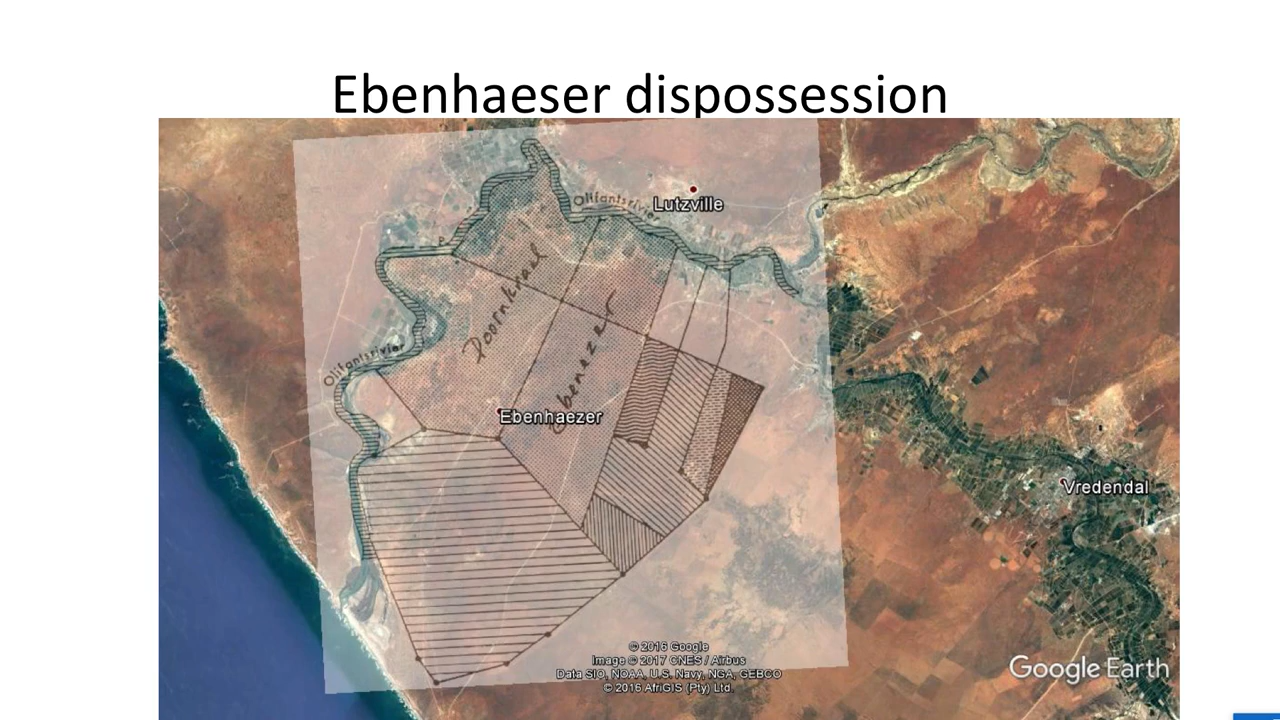 Ebenhaeser dispossession
Olifantsrivier
Lutzville
Doornkraal
Ebenezer
Olifantsrivier
Ebenhaezer
Vredendal
© 2016 Google
Image © 2017 CNES / Airbus
Data SIO, NOAA, U.S. Navy, NGA, GEBCO
© 2016 AfriGIS (Pty) Ltd.
Google Earth